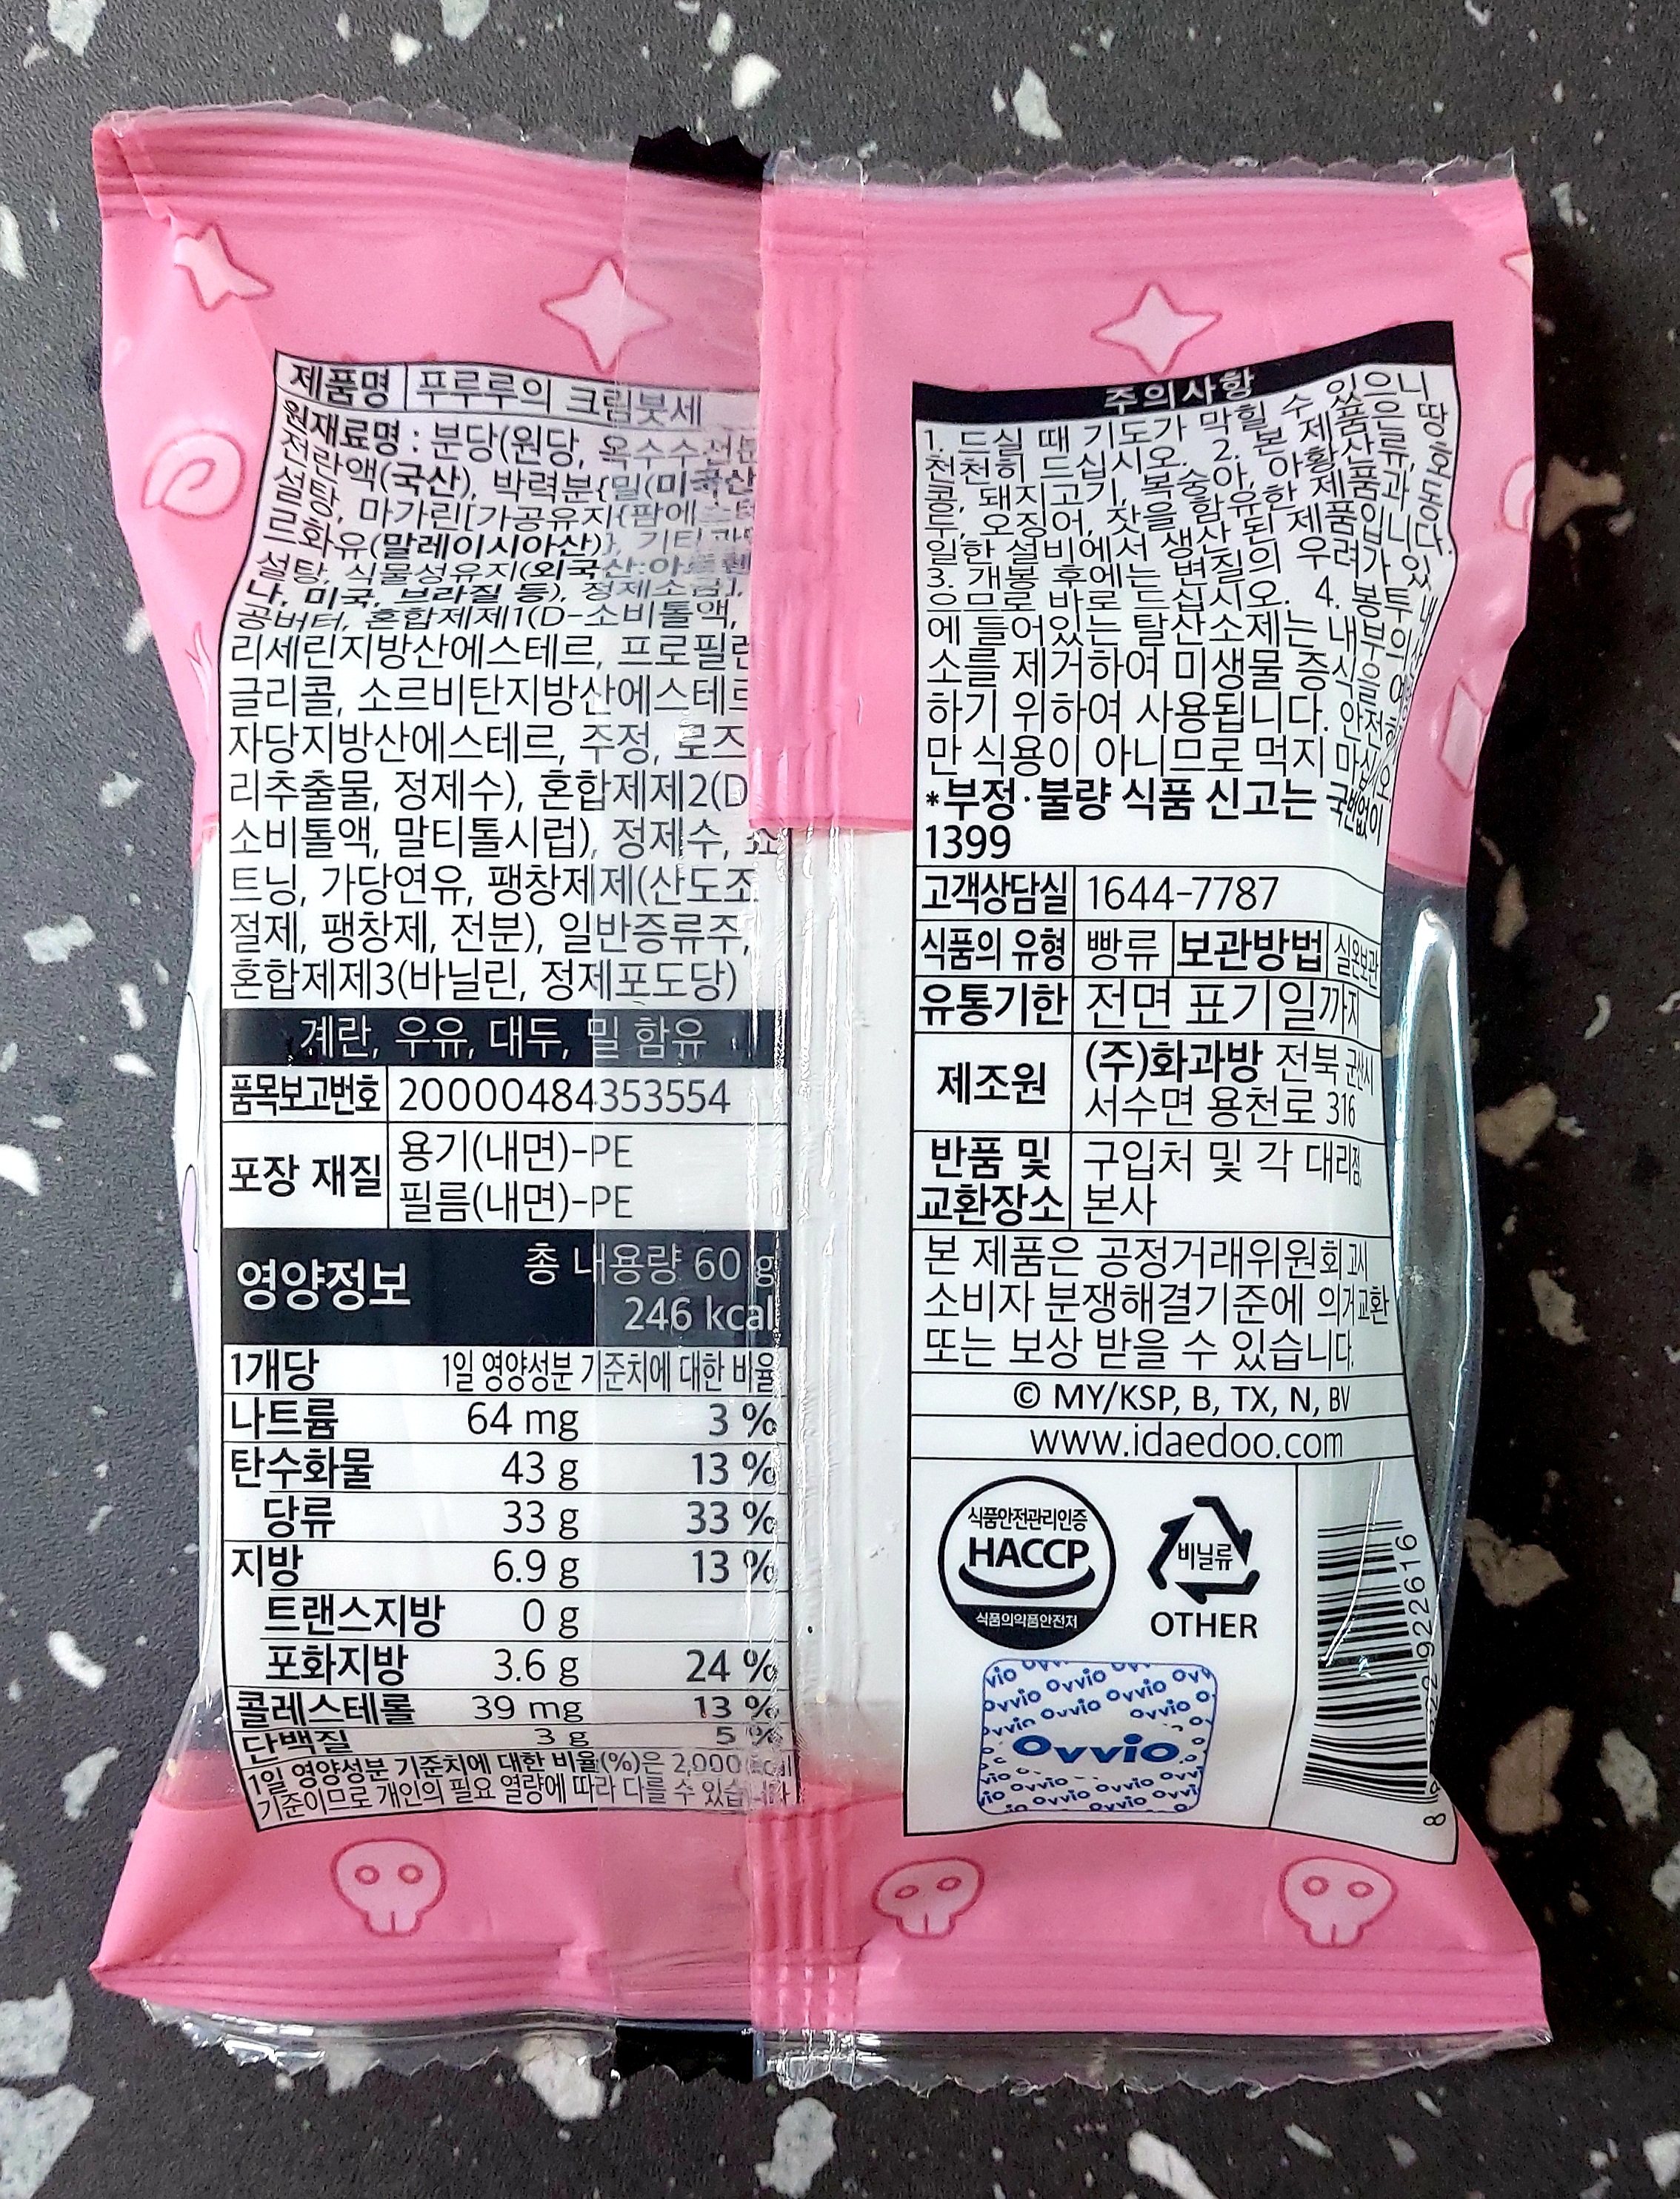 제품명 푸루루의 크림붓세
원재료명 : 분당(원당, 옥수수전분
전란액(국산), 박력분{밀(미국산
설탕, 마가린[가공유지{팜에스테
르화유(말레이시아산)}, 기타
설탕, 식물성유지(외국산:아르헨
나, 미국, 브라질 등), 정제소금],
공버터, 혼합제제1(D-소비톨액,
리세린지방산에스테르, 프로필렌
글리콜, 소르비탄지방산에스테르
자당지방산에스테르, 주정, 로즈
리추출물, 정제수), 혼합제제2(D
소비톨액, 말티톨시럽), 정제수, 쇼
트닝, 가당연유, 팽창제제(산도조
절제, 팽창제, 전분), 일반증류주,
혼합제제3(바닐린, 정제포도당)
계란, 우유, 대두, 밀 함유
품목보고번호 20000484353554
포장 재질 용기(내면)-PE
필름(내면)-PE
영양정보 총 내용량 60 g
246 kcal
1개당 1일 영양성분 기준치에 대한 비율
나트륨 64 mg 3 %
탄수화물 43 g 13 %
당류 33 g 33 %
지방 6.9 g 13 %
트랜스지방 0 g
포화지방 3.6 g 24 %
콜레스테롤 39 mg 13 %
단백질 3 g 5 %
1일 영양성분 기준치에 대한 비율(%)은 2,000 kcal
기준이므로 개인의 필요 열량에 따라 다를 수 있습니다
주의사항
1. 드실 때 기도가 막힐 수 있으니
천천히 드십시오. 2. 본 제품은 땅
콩, 돼지고기, 복숭아, 아황산류, 호
두, 오징어, 잣을 함유한 제품과 동
일한 설비에서 생산 된 제품입니다.
3. 개봉 후에는 변질의 우려가 있
으므로 바로 드십시오. 4. 봉투 내
에 들어있는 탈산소제는 내부의 산
소를 제거하여 미생물 증식을 예방
하기 위하여 사용됩니다. 안전하지
만 식용이 아니므로 먹지 마십시오.
*부정·불량 식품 신고는 국번없이
1399
고객상담실 1644-7787
식품의 유형 빵류 보관방법 실온보관
유통기한 전면 표기일까지
제조원 (주)화과방 전북 군산시
서수면 용천로 316
반품 및 구입처 및 각 대리점,
교환장소 본사
본 제품은 공정거래위원회 고시
소비자 분쟁해결기준에 의거 교환
또는 보상 받을 수 있습니다.
© MY/KSP, B, TX, N, BV
www.idaedoo.com
식품안전관리인증
HACCP
식품의약품안전처
비닐류
OTHER
Ovvio
922616